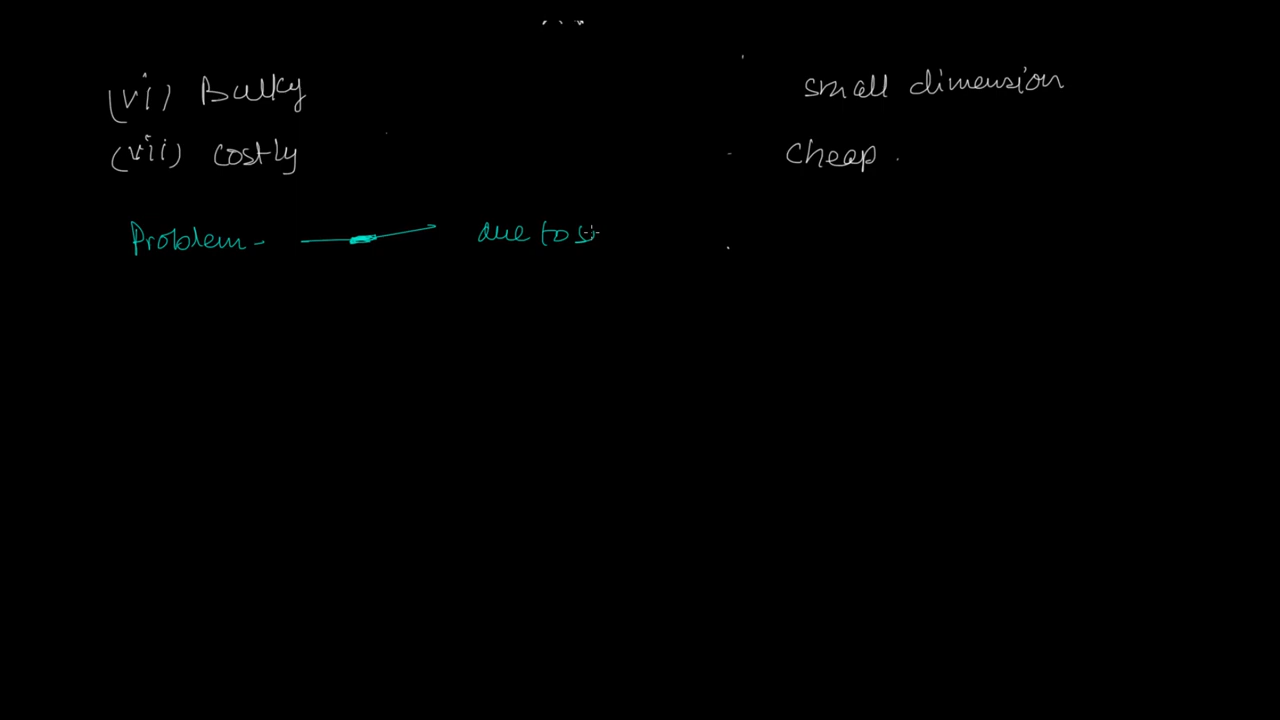 (vi) Bulky small dimension
(vii) costly - cheap.
Problem - due to s